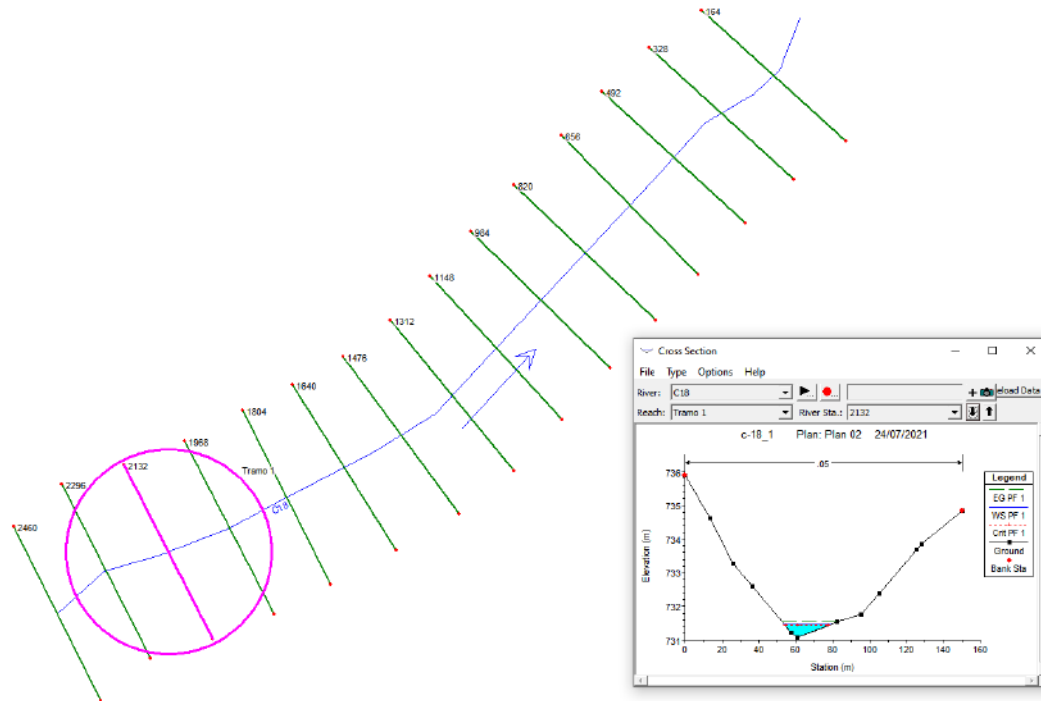 164
328
492
656
820
984
1148
1312
1476
1640
1804
1968
2132
Tramo 1
2296
C18
2460
Cross Section
File Type Options Help
River: C18
+ eload Data
Reach: Tramo 1 River Sta.: 2132
c-18_1 Plan: Plan 02 24/07/2021
.05
736
735
734
733
732
731
Elevation (m)
0 20 40 60 80 100 120 140 160
Station (m)
Legend
EG PF 1
WS PF 1
Crit PF 1
Ground
Bank Sta